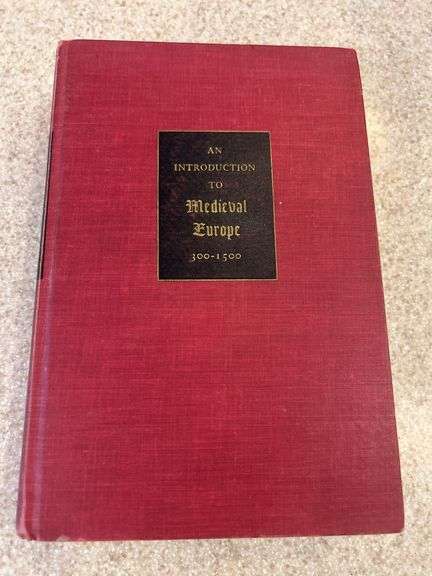 AN
INTRODUCTION
TO
Medieval
Europe
300-1500